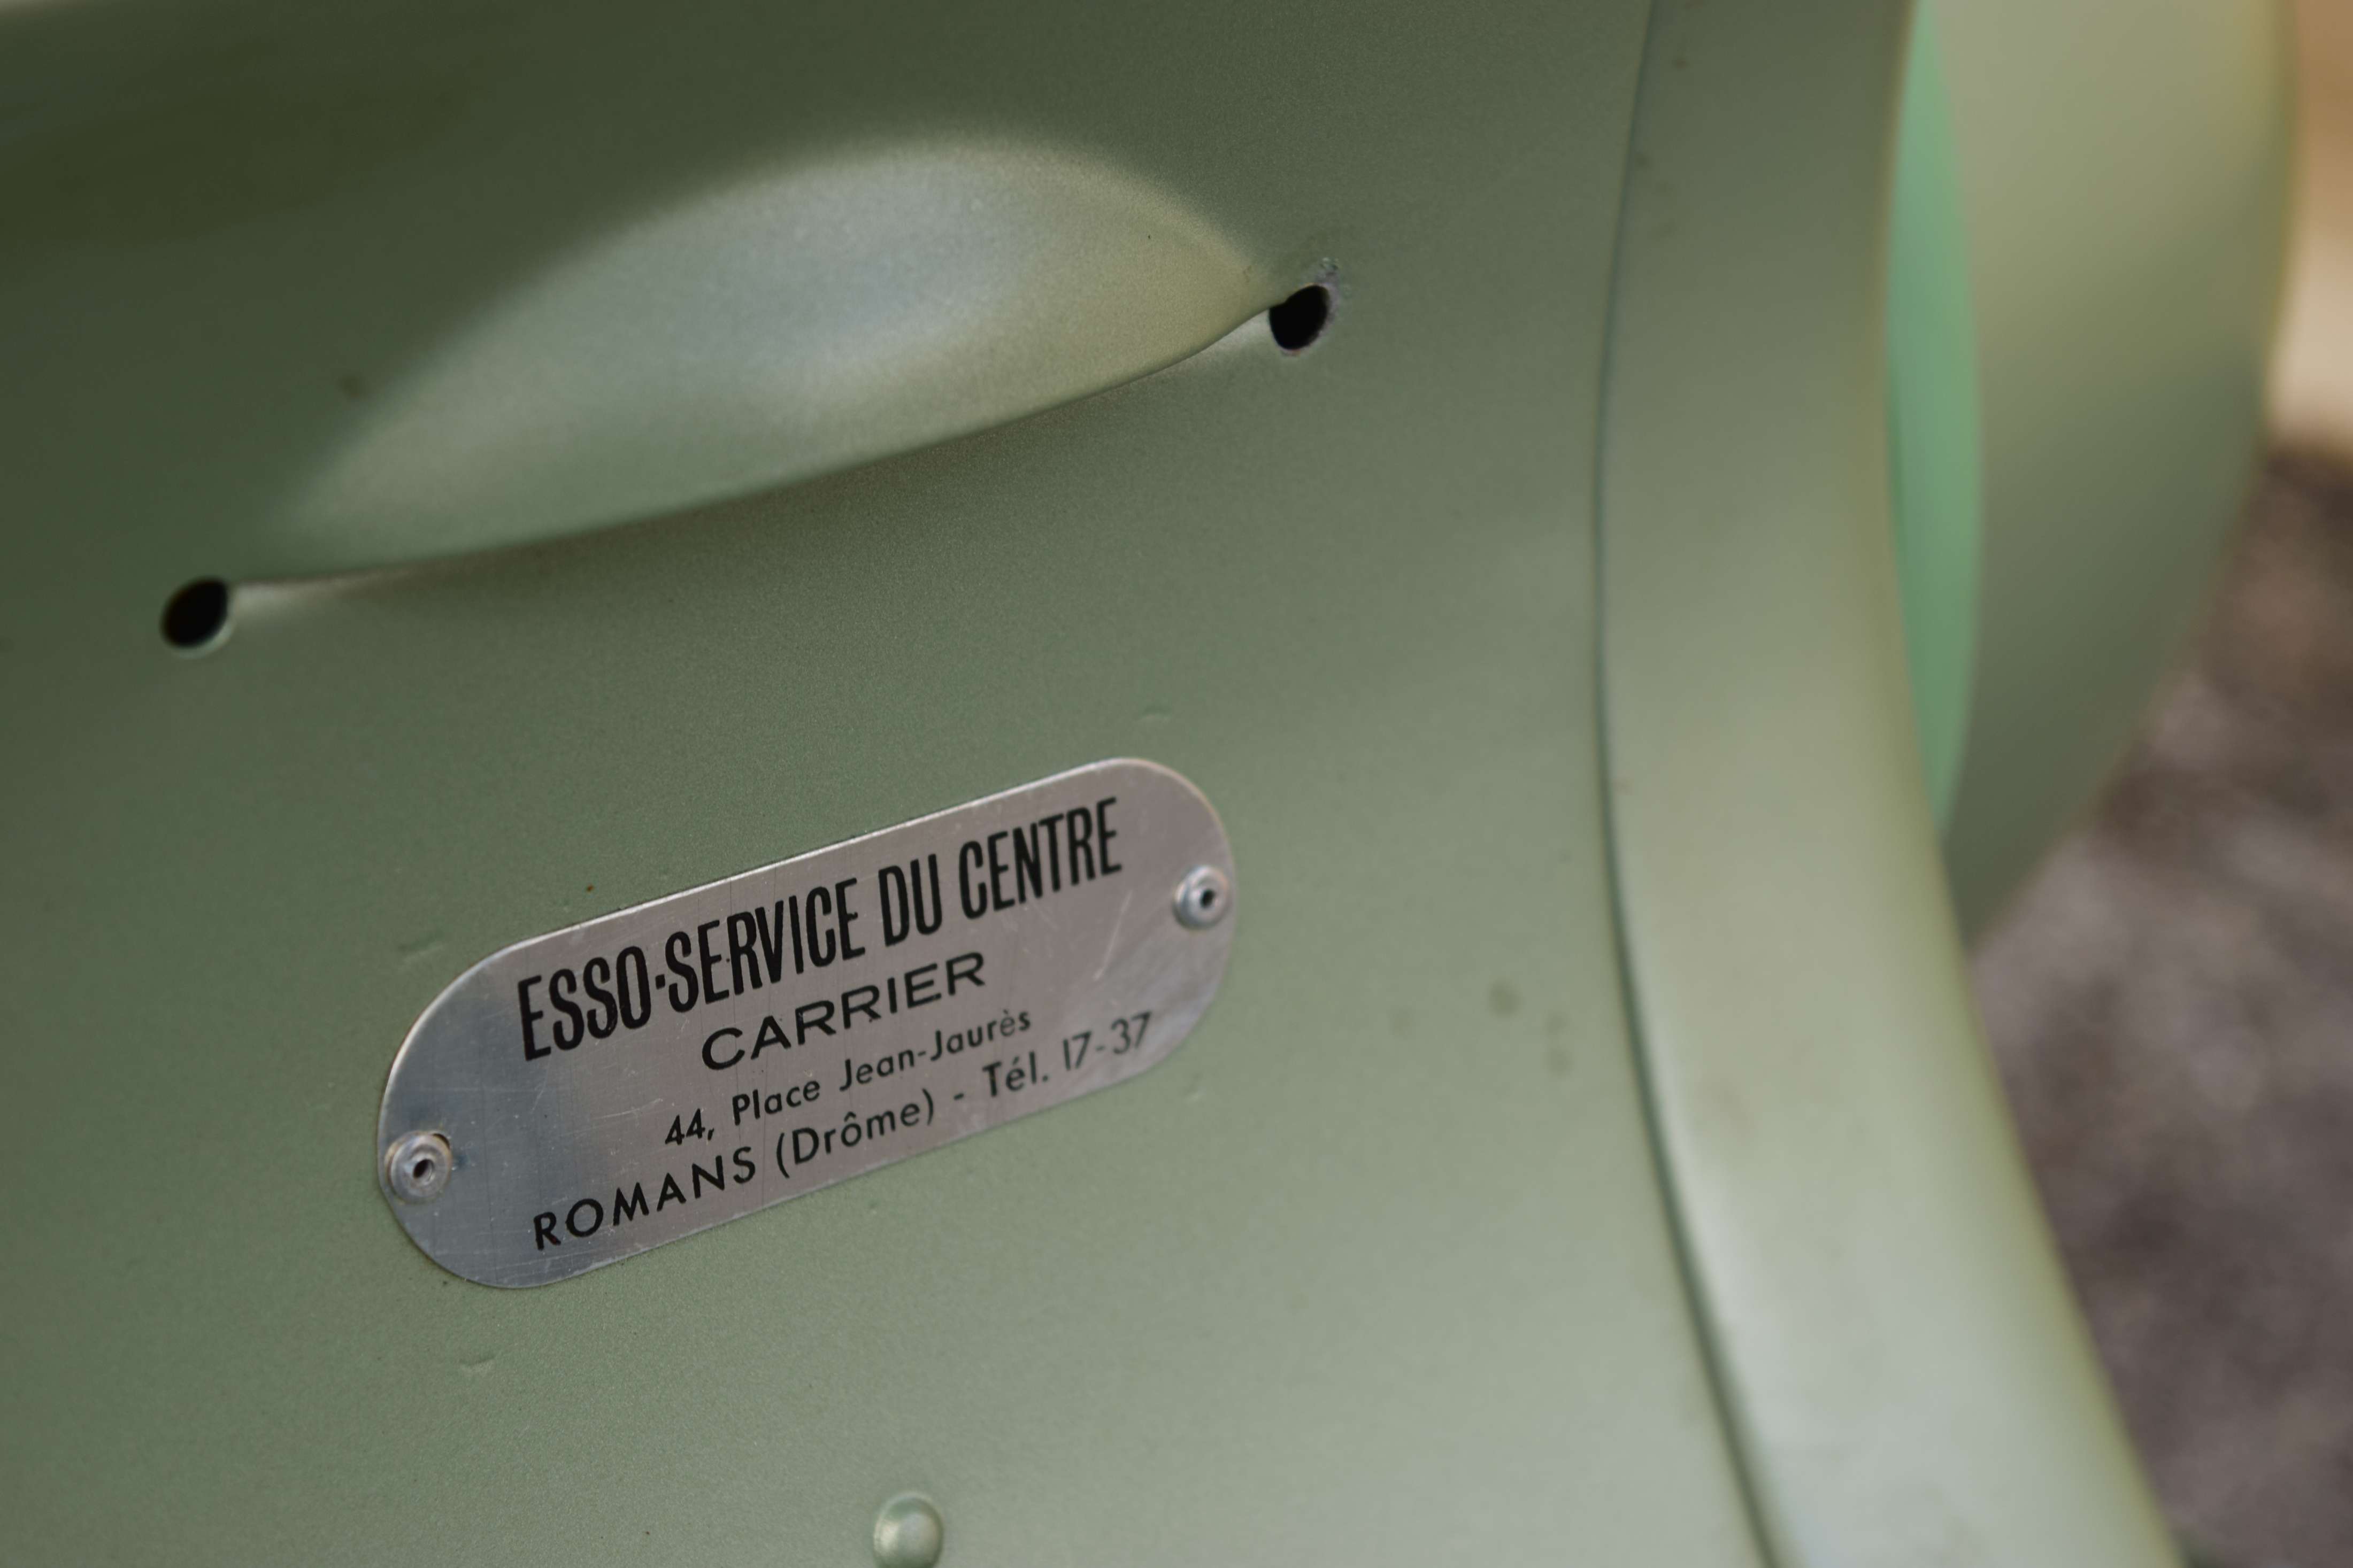 ESSO-SERVICE DU CENTRE
CARRIER
44, Place Jean-Jaurès
ROMANS (Drôme) - Tél. 17-37